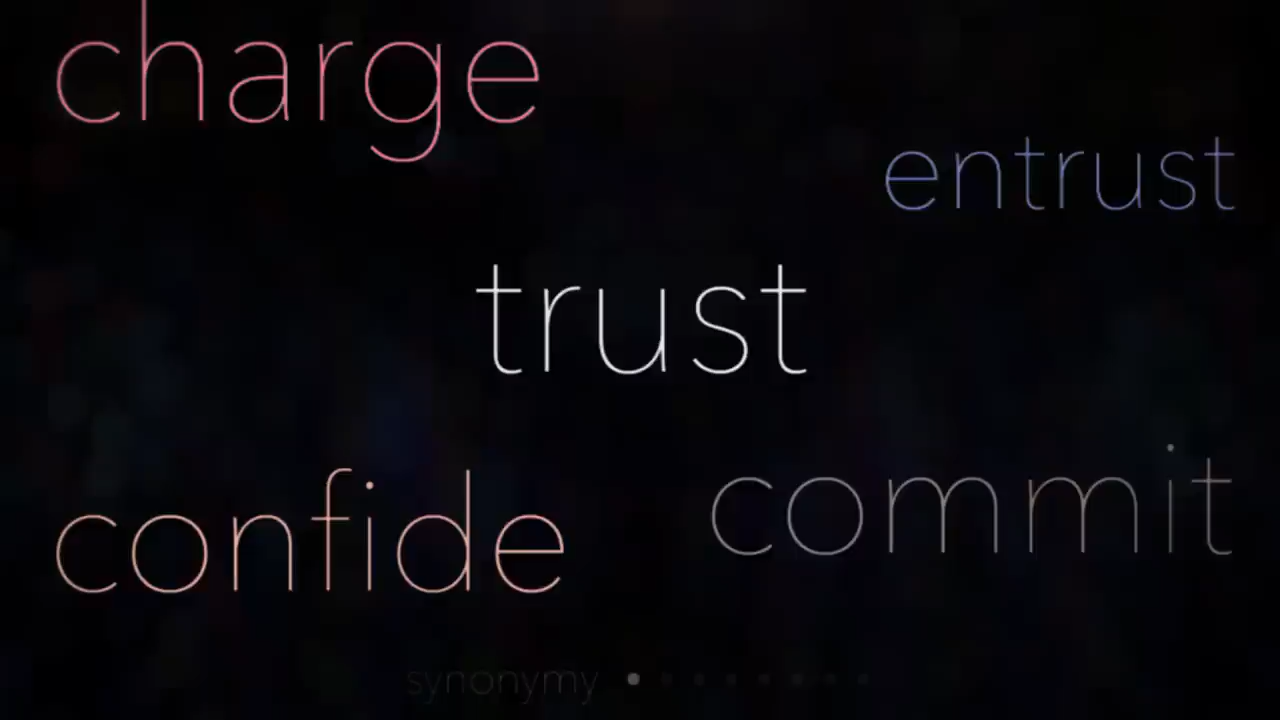 charge
entrust
trust
confide
commit
synonymy